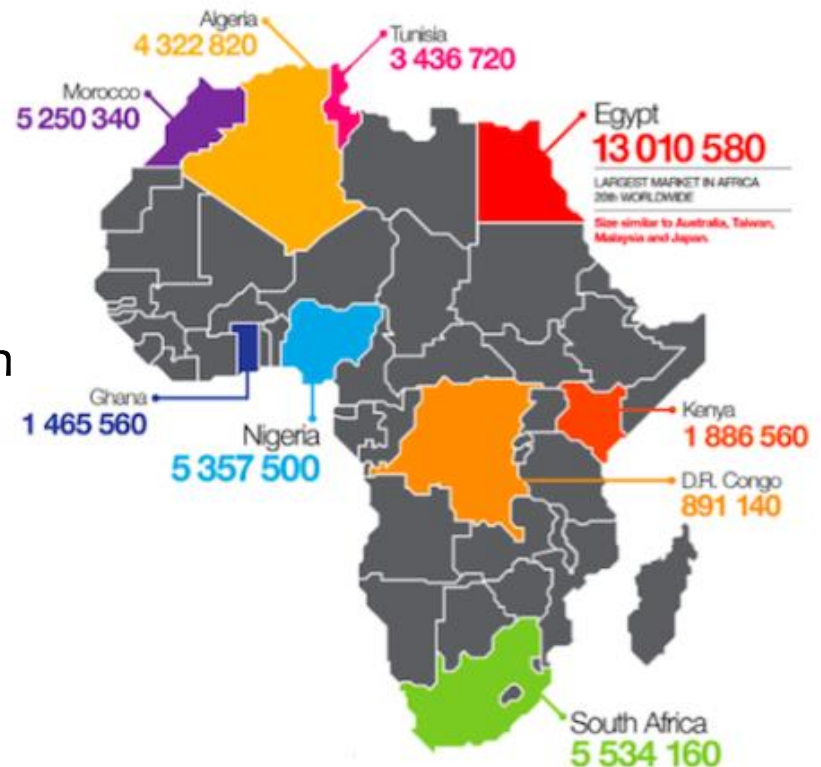 Algeria
4 322 820
Tunisia
3 436 720
Morocco
5 250 340
Egypt
13 010 580
LARGEST MARKET IN AFRICA
26th WORLDWIDE
Size similar to Australia, Taiwan,
Malaysia and Japan.
n
Ghana
1 465 560
Nigeria
5 357 500
Kenya
1 886 560
D.R. Congo
891 140
South Africa
5 534 160